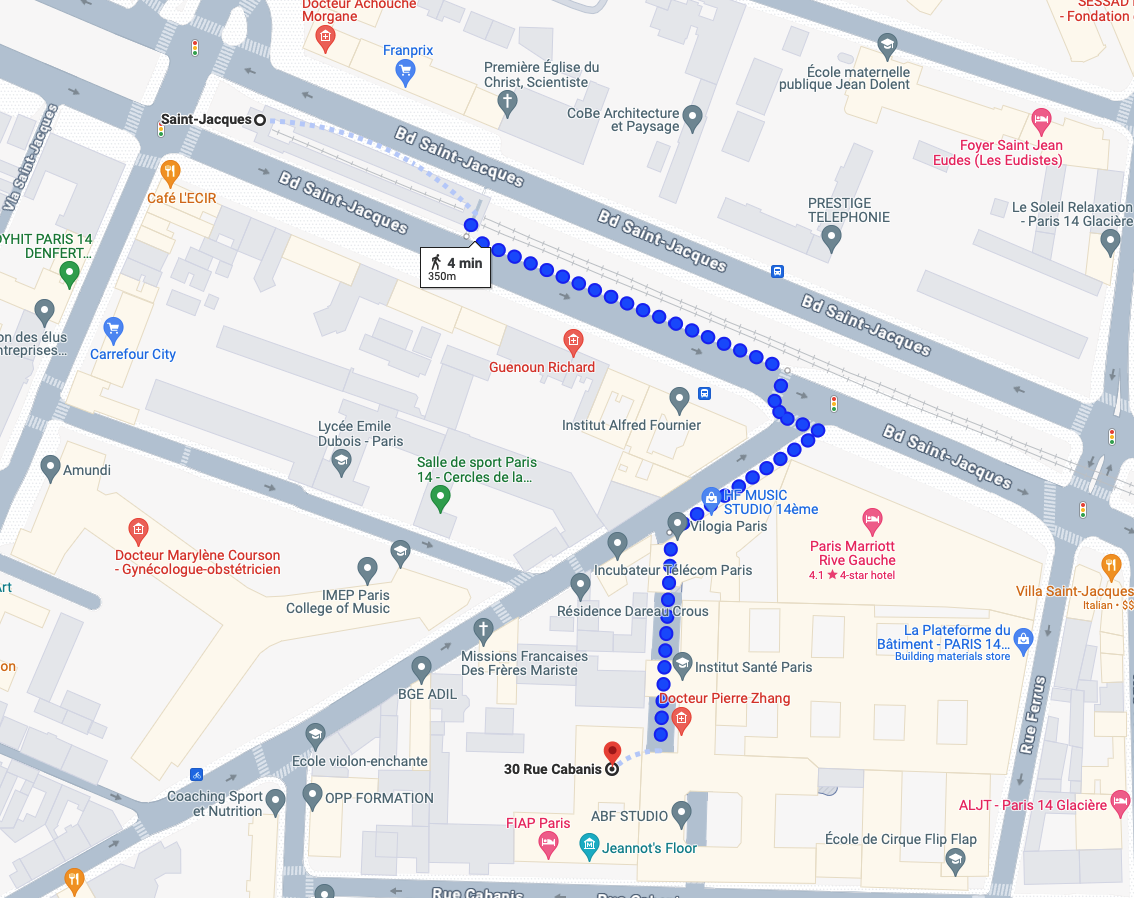 Docteur Achouche
Morgane
Franprix
Première Église du
Christ, Scientiste
École maternelle
publique Jean Dolent
SESSAD
- Fondation
CoBe Architecture
et Paysage
Saint-Jacques
Via Saint-Jacques
Bd Saint-Jacques
Foyer Saint Jean
Eudes (Les Eudistes)
Café L'ECIR
Bd Saint-Jacques
PRESTIGE
TELEPHONIE
Le Soleil Relaxation
- Paris 14 Glacière
Bd Saint-Jacques
OYHIT PARIS 14
DENFERT...
4 min
350m
on des élus
ntreprises...
Carrefour City
Bd Saint-Jacques
Guenoun Richard
Institut Alfred Fournier
Lycée Emile
Dubois - Paris
Bd Saint-Jacques
Amundi
Salle de sport Paris
14 - Cercles de la...
HF MUSIC
STUDIO 14ème
Vilogia Paris
Docteur Marylène Courson
- Gynécologue-obstétricien
Paris Marriott
Rive Gauche
4.1 ★ 4-star hotel
Art
Incubateur Télécom Paris
IMEP Paris
College of Music
Résidence Dareau Crous
Villa Saint-Jacques
Italian • $$
La Plateforme du
Bâtiment - PARIS 14...
Building materials store
Missions Francaises
Des Frères Mariste
Institut Santé Paris
on
BGE ADIL
Docteur Pierre Zhang
Rue Ferrus
Ecole violon-enchante
30 Rue Cabanis
Coaching Sport
et Nutrition
OPP FORMATION
ABF STUDIO
ALJT - Paris 14 Glacière
FIAP Paris
Jeannot's Floor
École de Cirque Flip Flap
Rue Cabanis
Rue Cabanis